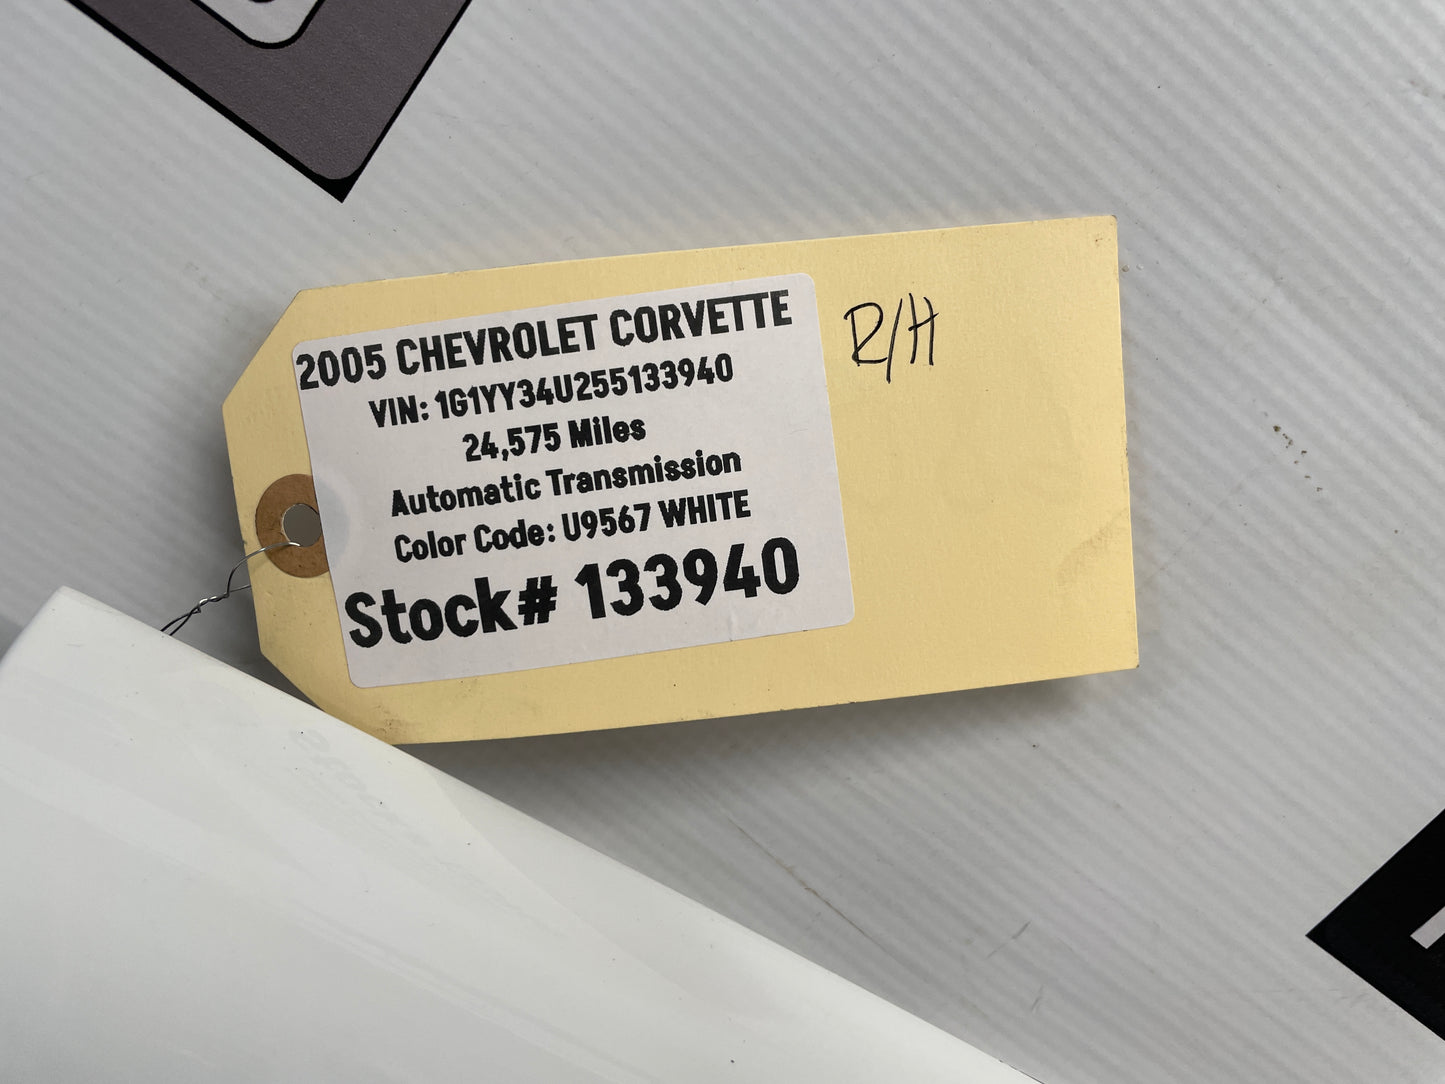 2005 CHEVROLET CORVETTE
VIN: 1G1YY34U255133940
24,575 Miles
Automatic Transmission
Color Code: U9567 WHITE
Stock# 133940
R/H